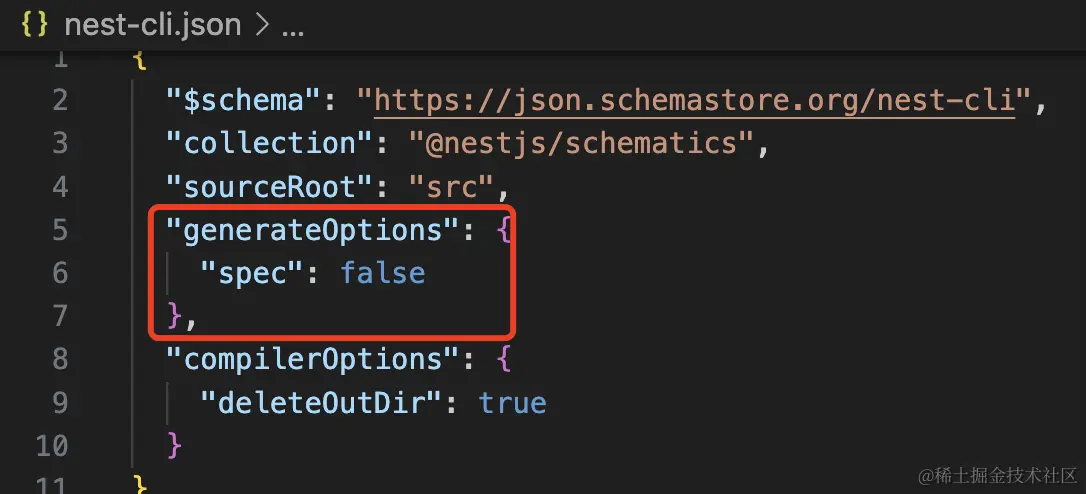 {} nest-cli.json > ...
1 {
2 "$schema": "https://json.schemastore.org/nest-cli",
3 "collection": "@nestjs/schematics",
4 "sourceRoot": "src",
5 "generateOptions": {
6 "spec": false
7 },
8 "compilerOptions": {
9 "deleteOutDir": true
10 }
11 }
@稀土掘金技术社区